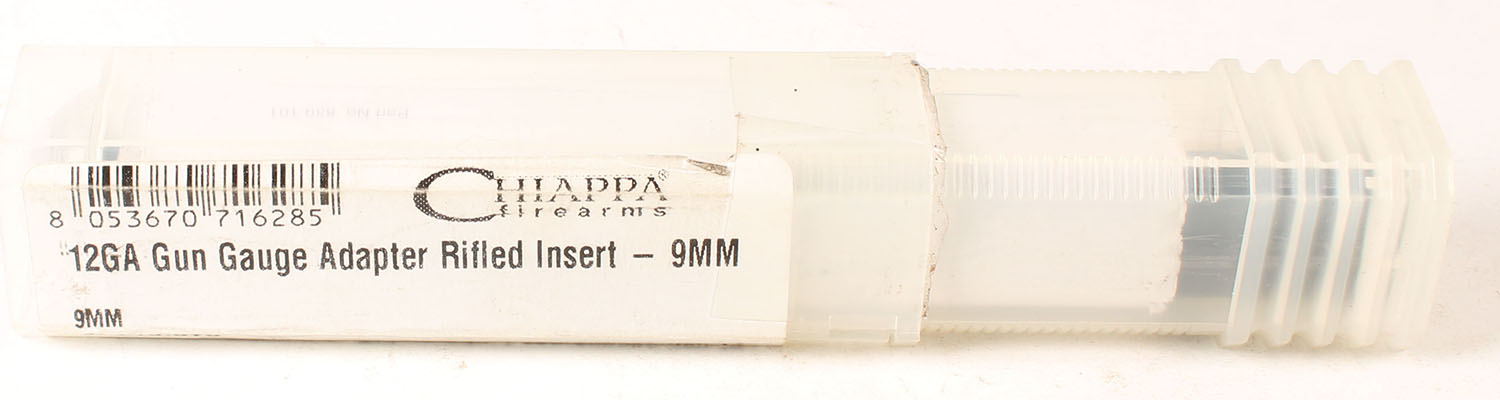 8 053670 716285
CHIAPPA®
firearms
12GA Gun Gauge Adapter Rifled Insert – 9MM
9MM